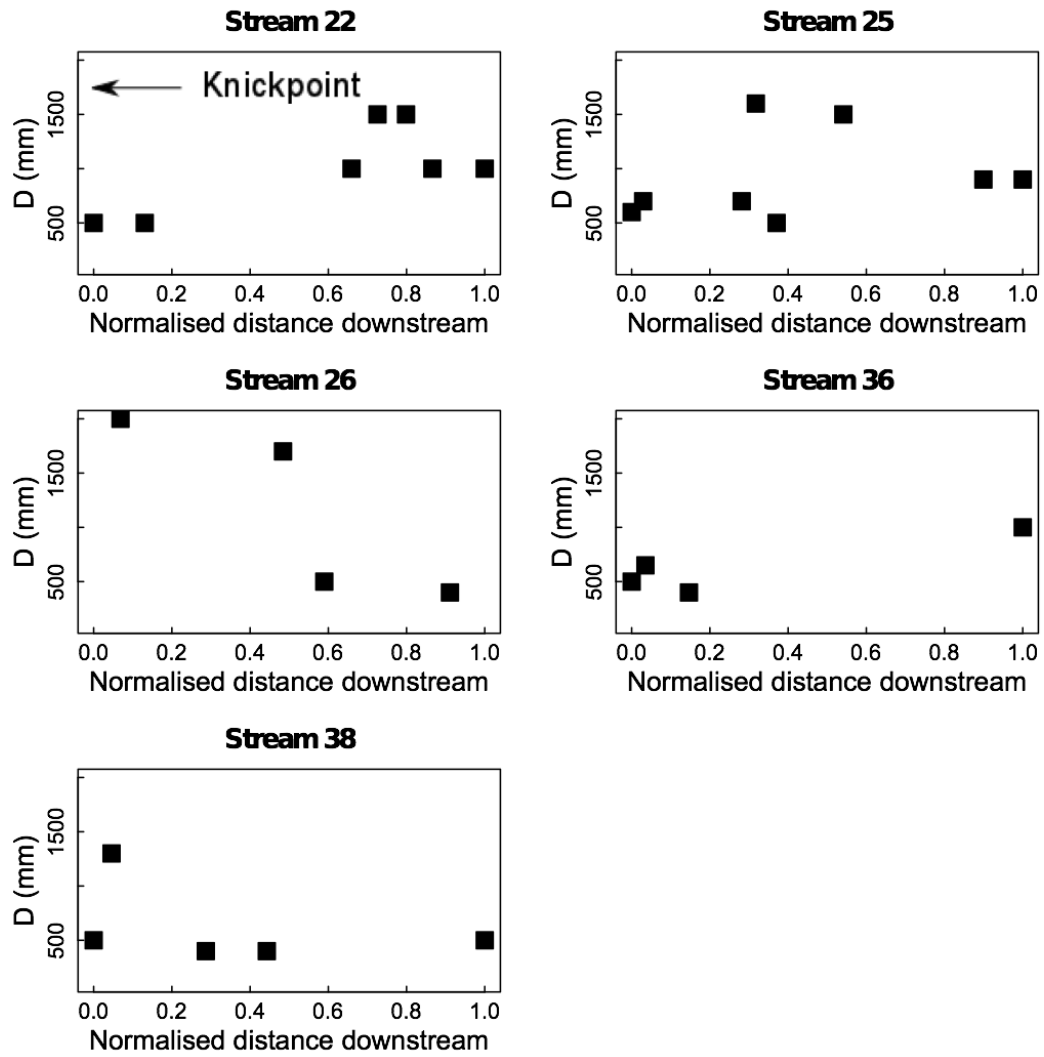 Stream 22
Knickpoint
D (mm)
1500
500
0.0 0.2 0.4 0.6 0.8 1.0
Normalised distance downstream
Stream 25
D (mm)
1500
500
0.0 0.2 0.4 0.6 0.8 1.0
Normalised distance downstream
Stream 26
D (mm)
1500
500
0.0 0.2 0.4 0.6 0.8 1.0
Normalised distance downstream
Stream 36
D (mm)
1500
500
0.0 0.2 0.4 0.6 0.8 1.0
Normalised distance downstream
Stream 38
D (mm)
1500
500
0.0 0.2 0.4 0.6 0.8 1.0
Normalised distance downstream